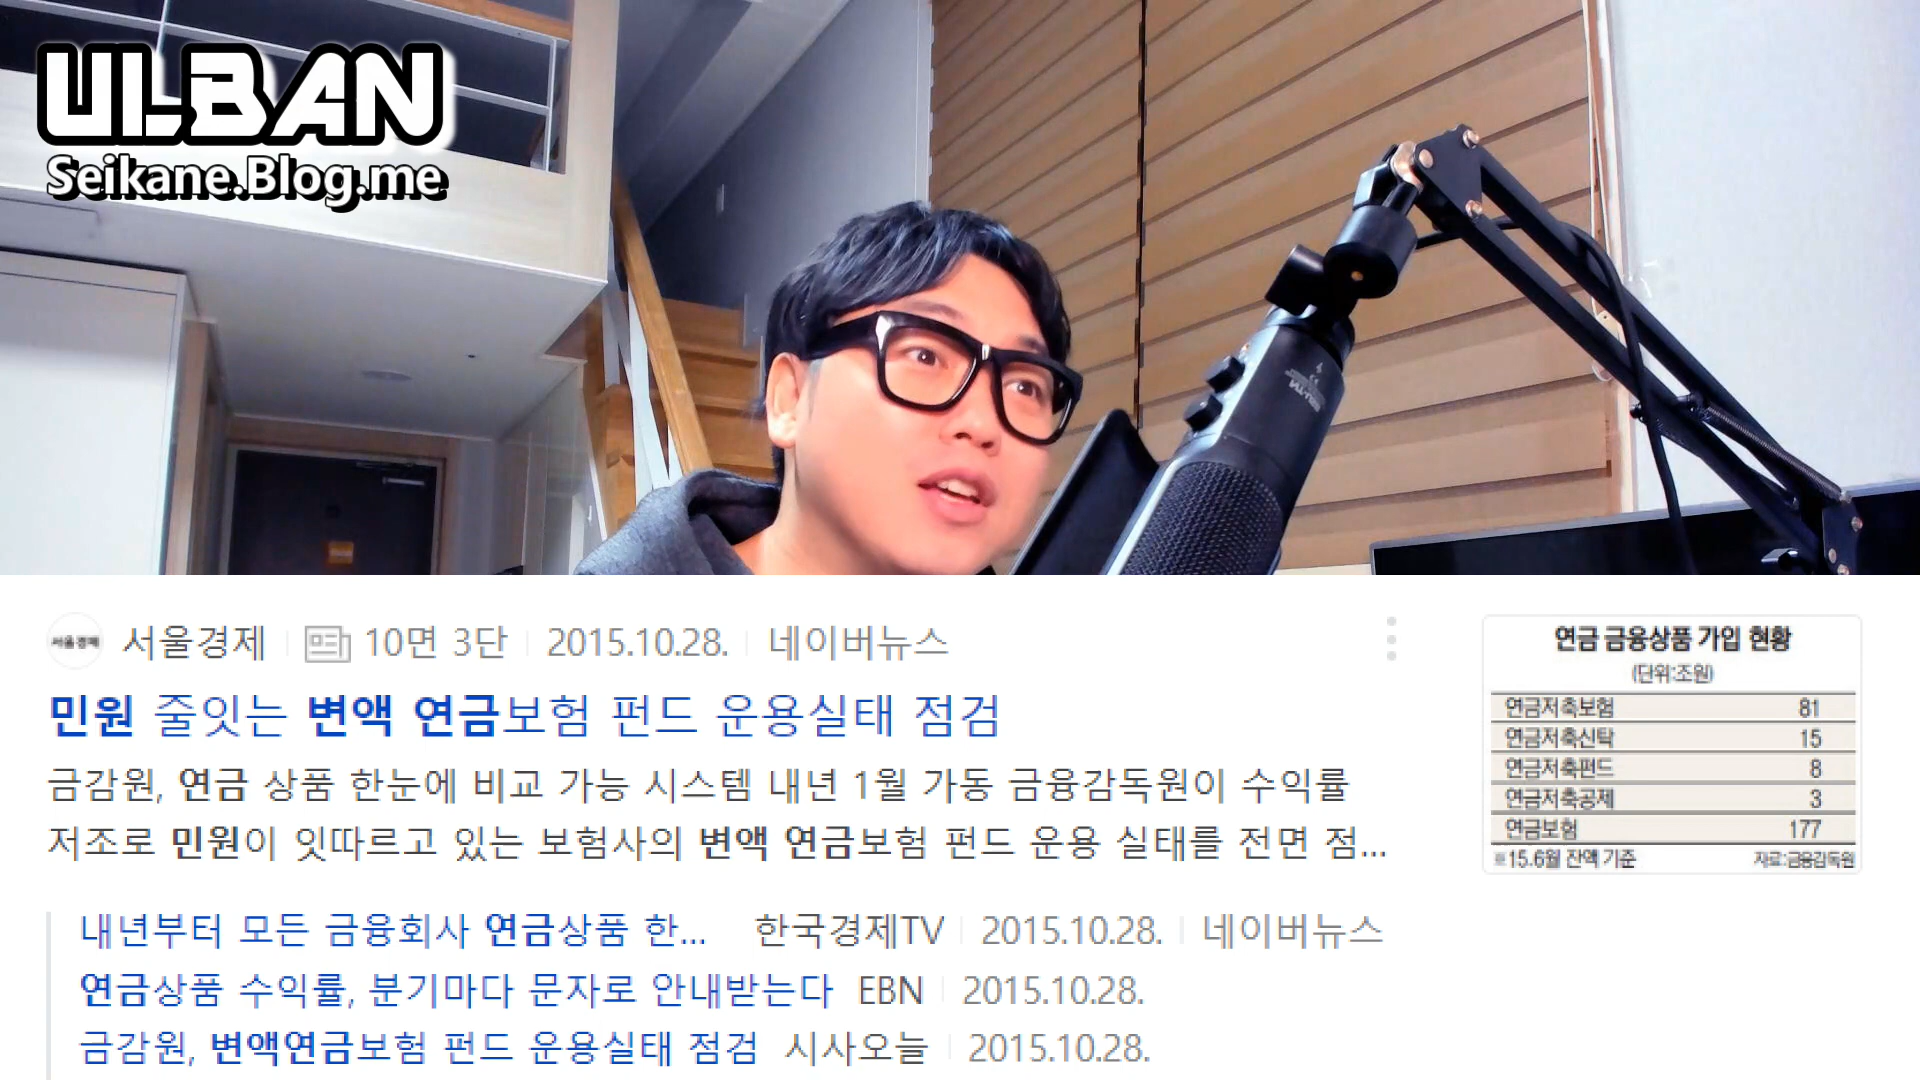 ULBAN
Seikane.Blog.me
서울경제 서울경제 10면 3단 2015.10.28. 네이버뉴스
민원 줄잇는 변액 연금보험 펀드 운용실태 점검
금감원, 연금 상품 한눈에 비교 가능 시스템 내년 1월 가동 금융감독원이 수익률
저조로 민원이 잇따르고 있는 보험사의 변액 연금보험 펀드 운용 실태를 전면 점...
내년부터 모든 금융회사 연금상품 한... 한국경제TV 2015.10.28. 네이버뉴스
연금상품 수익률, 분기마다 문자로 안내받는다 EBN 2015.10.28.
금감원, 변액연금보험 펀드 운용실태 점검 시사오늘 2015.10.28.
연금 금융상품 가입 현황
(단위:조원)
연금저축보험 81
연금저축신탁 15
연금저축펀드 8
연금저축공제 3
연금보험 177
※15.6월 잔액 기준 자료:금융감독원